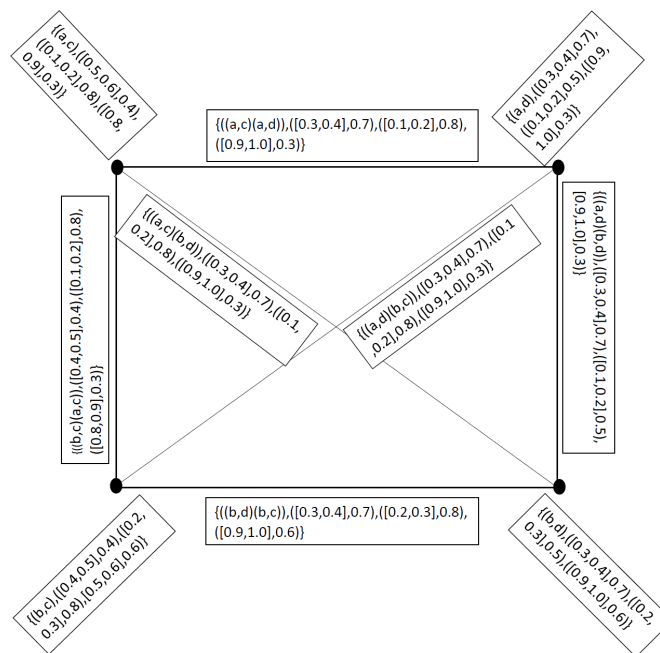 {(a,c),([0.5,0.6],0.4),
([0.1,0.2],0.8),([0.8,
0.9],0.3)}
{(a,d),([0.3,0.4],0.7),
([0.1,0.2],0.5),([0.9,
1.0],0.3)}
{((a,c)(a,d)),([0.3,0.4],0.7),([0.1,0.2],0.8),
([0.9,1.0],0.3)}
{((b,c)(a,c)),([0.4,0.5],0.4),([0.1,0.2],0.8),
([0.8,0.9],0.3)}
{((a,c)(b,d)),([0.3,0.4],0.7),([0.1,
0.2],0.8),([0.9,1.0],0.3)}
{((a,d)(b,c)),([0.3,0.4],0.7),([0.1
,0.2],0.8),([0.9,1.0],0.3)}
{((a,d)(b,d)),([0.3,0.4],0.7),([0.1,0.2],0.5),
[0.9,1.0],0.3)}
{((b,d)(b,c)),([0.3,0.4],0.7),([0.2,0.3],0.8),
([0.9,1.0],0.6)}
{(b,c),([0.4,0.5],0.4),([0.2,
0.3],0.8),[0.5,0.6],0.6)}
{(b,d),([0.3,0.4],0.7),([0.2,
0.3],0.5),([0.9,1.0],0.6)}